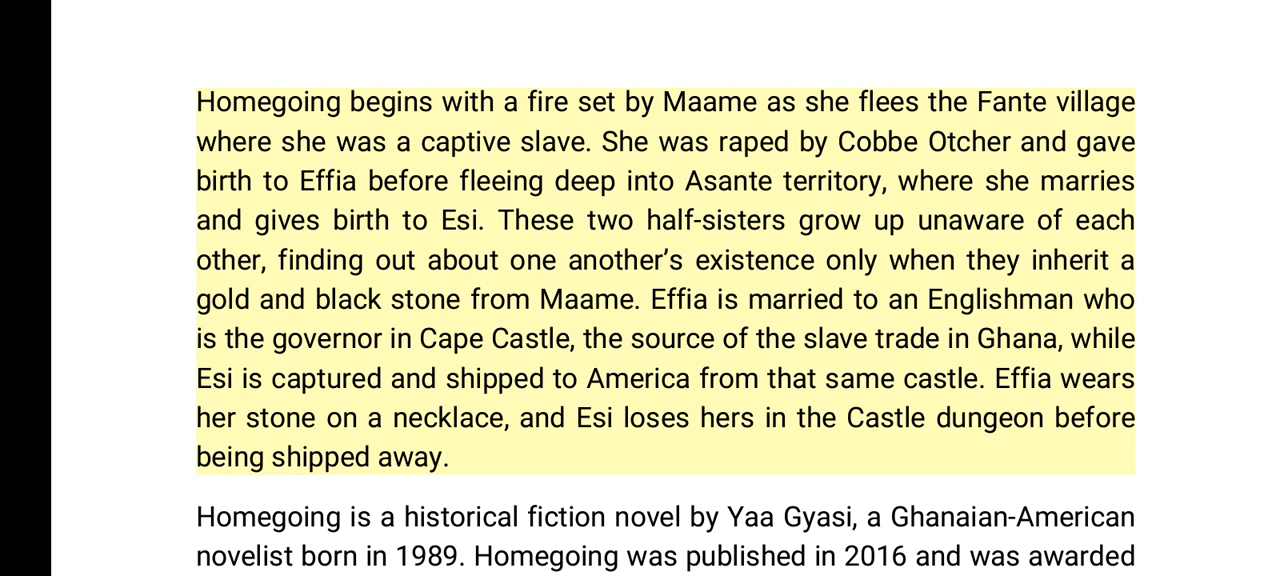 Homegoing begins with a fire set by Maame as she flees the Fante village
where she was a captive slave. She was raped by Cobbe Otcher and gave
birth to Effia before fleeing deep into Asante territory, where she marries
and gives birth to Esi. These two half-sisters grow up unaware of each
other, finding out about one another’s existence only when they inherit a
gold and black stone from Maame. Effia is married to an Englishman who
is the governor in Cape Castle, the source of the slave trade in Ghana, while
Esi is captured and shipped to America from that same castle. Effia wears
her stone on a necklace, and Esi loses hers in the Castle dungeon before
being shipped away.
Homegoing is a historical fiction novel by Yaa Gyasi, a Ghanaian-American
novelist born in 1989. Homegoing was published in 2016 and was awarded